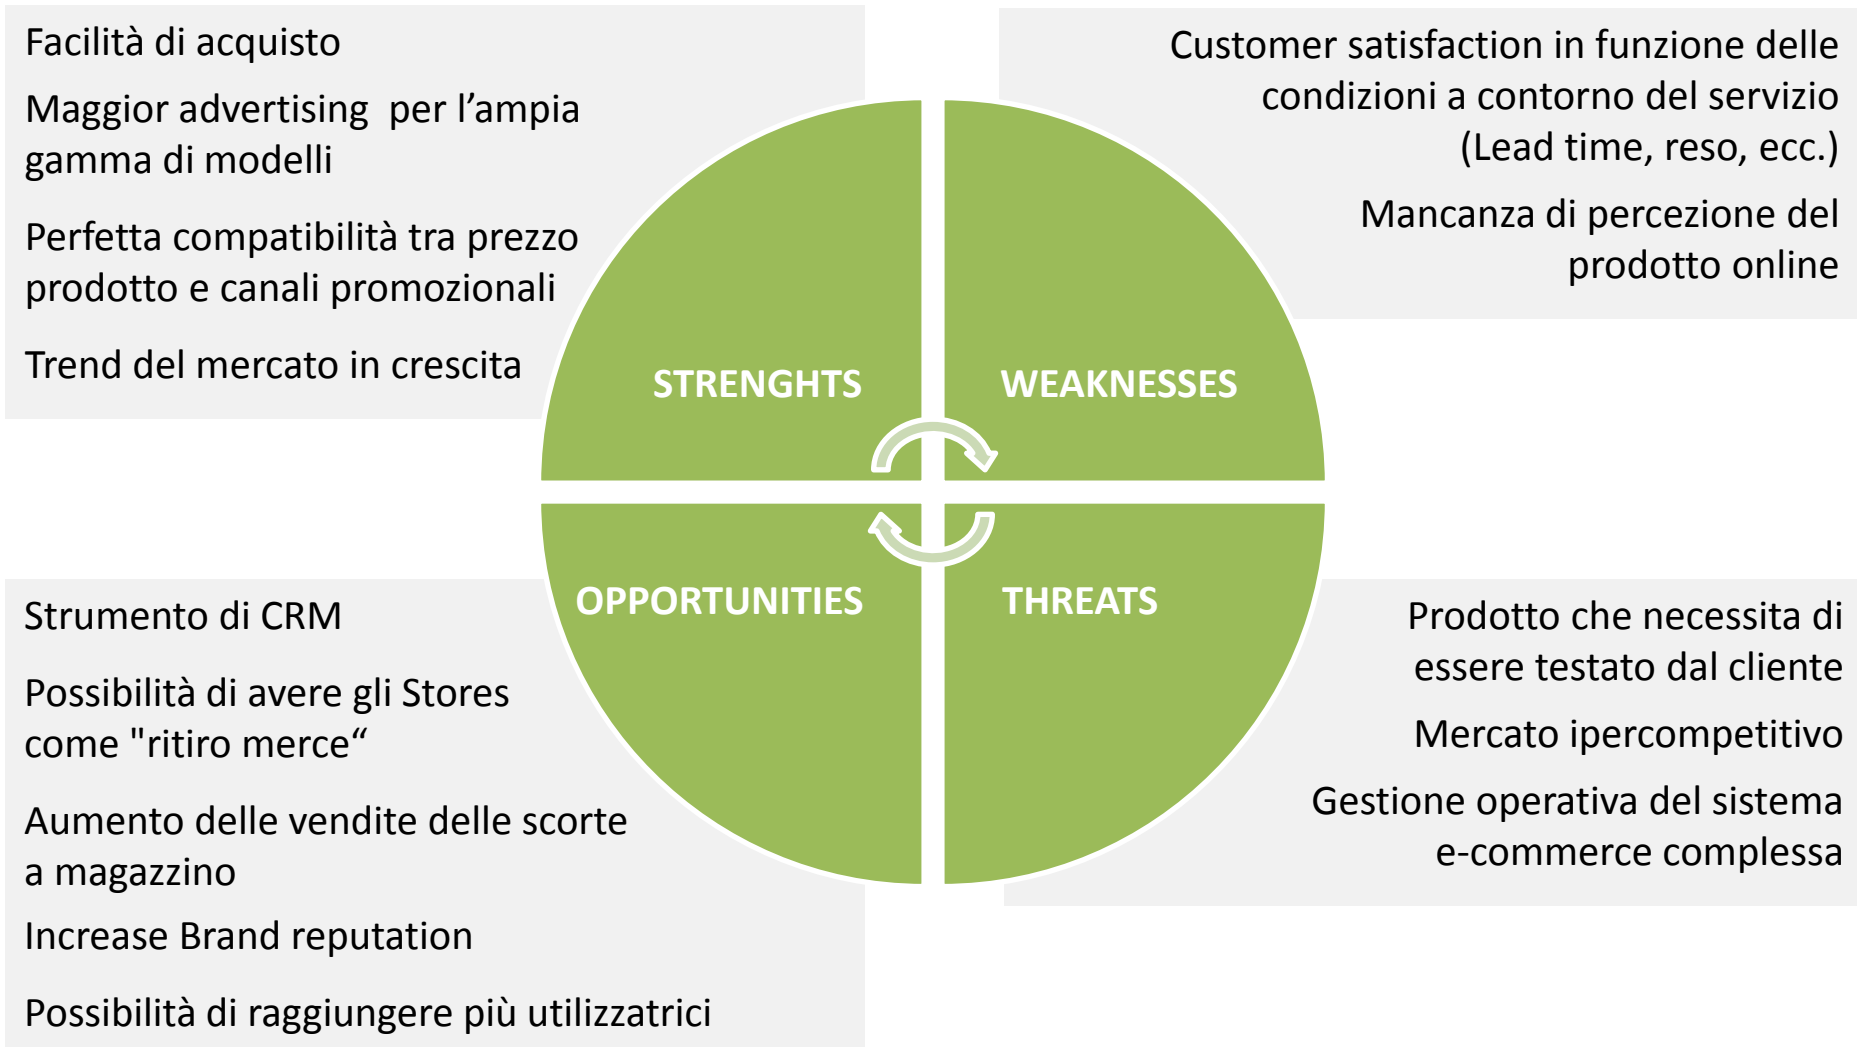 Facilità di acquisto
Maggior advertising  per l’ampia
gamma di modelli
Perfetta compatibilità tra prezzo
prodotto e canali promozionali
Trend del mercato in crescita
Customer satisfaction in funzione delle
condizioni a contorno del servizio
(Lead time, reso, ecc.)
Mancanza di percezione del
prodotto online
STRENGHTS
WEAKNESSES
OPPORTUNITIES
THREATS
Strumento di CRM
Possibilità di avere gli Stores
come "ritiro merce“
Aumento delle vendite delle scorte
a magazzino
Increase Brand reputation
Possibilità di raggiungere più utilizzatrici
Prodotto che necessita di
essere testato dal cliente
Mercato ipercompetitivo
Gestione operativa del sistema
e-commerce complessa